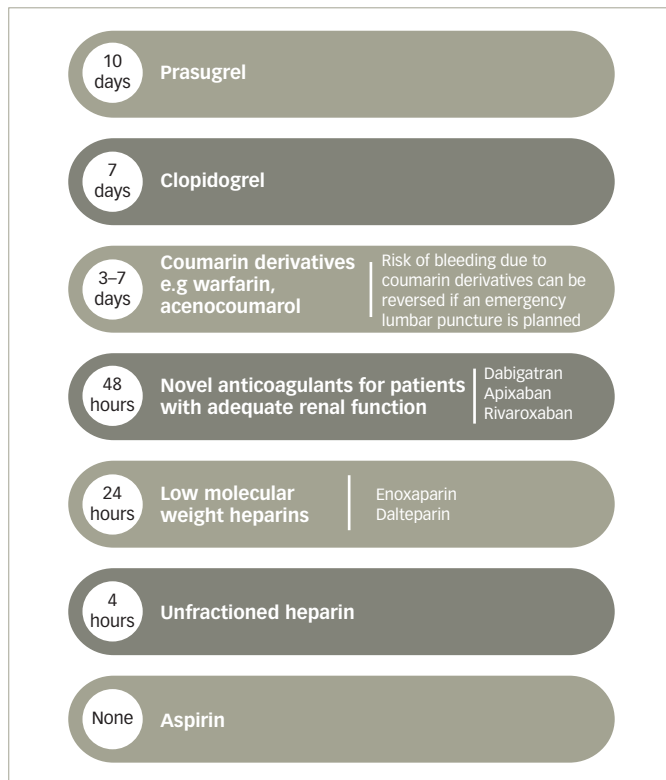 10
days
Prasugrel
7
days
Clopidogrel
3–7
days
Coumarin derivatives
e.g warfarin,
acenocoumarol
Risk of bleeding due to
coumarin derivatives can be
reversed if an emergency
lumbar puncture is planned
48
hours
Novel anticoagulants for patients
with adequate renal function
Dabigatran
Apixaban
Rivaroxaban
24
hours
Low molecular
weight heparins
Enoxaparin
Dalteparin
4
hours
Unfractioned heparin
None
Aspirin